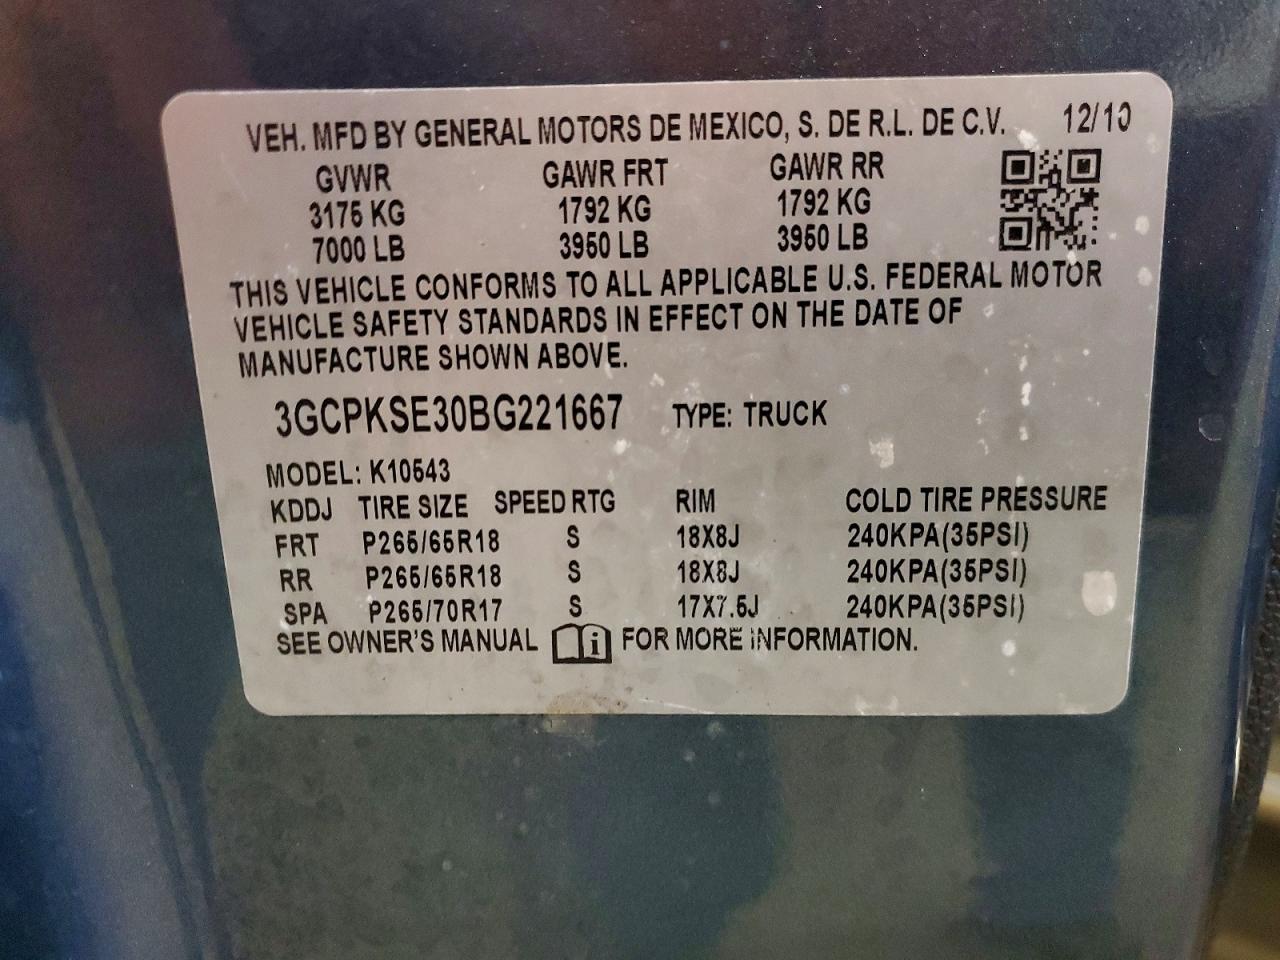 VEH. MFD BY GENERAL MOTORS DE MEXICO, S. DE R.L. DE C.V. 12/10
GVWR GAWR FRT GAWR RR
3175 KG 1792 KG 1792 KG
7000 LB 3950 LB 3950 LB
THIS VEHICLE CONFORMS TO ALL APPLICABLE U.S. FEDERAL MOTOR
VEHICLE SAFETY STANDARDS IN EFFECT ON THE DATE OF
MANUFACTURE SHOWN ABOVE.
3GCPKSE30BG221667 TYPE: TRUCK
MODEL: K10543
KDDJ TIRE SIZE SPEED RTG RIM COLD TIRE PRESSURE
FRT P265/65R18 S 18X8J 240KPA(35PSI)
RR P265/65R18 S 18X8J 240KPA(35PSI)
SPA P265/70R17 S 17X7.5J 240KPA(35PSI)
SEE OWNER'S MANUAL i FOR MORE INFORMATION.